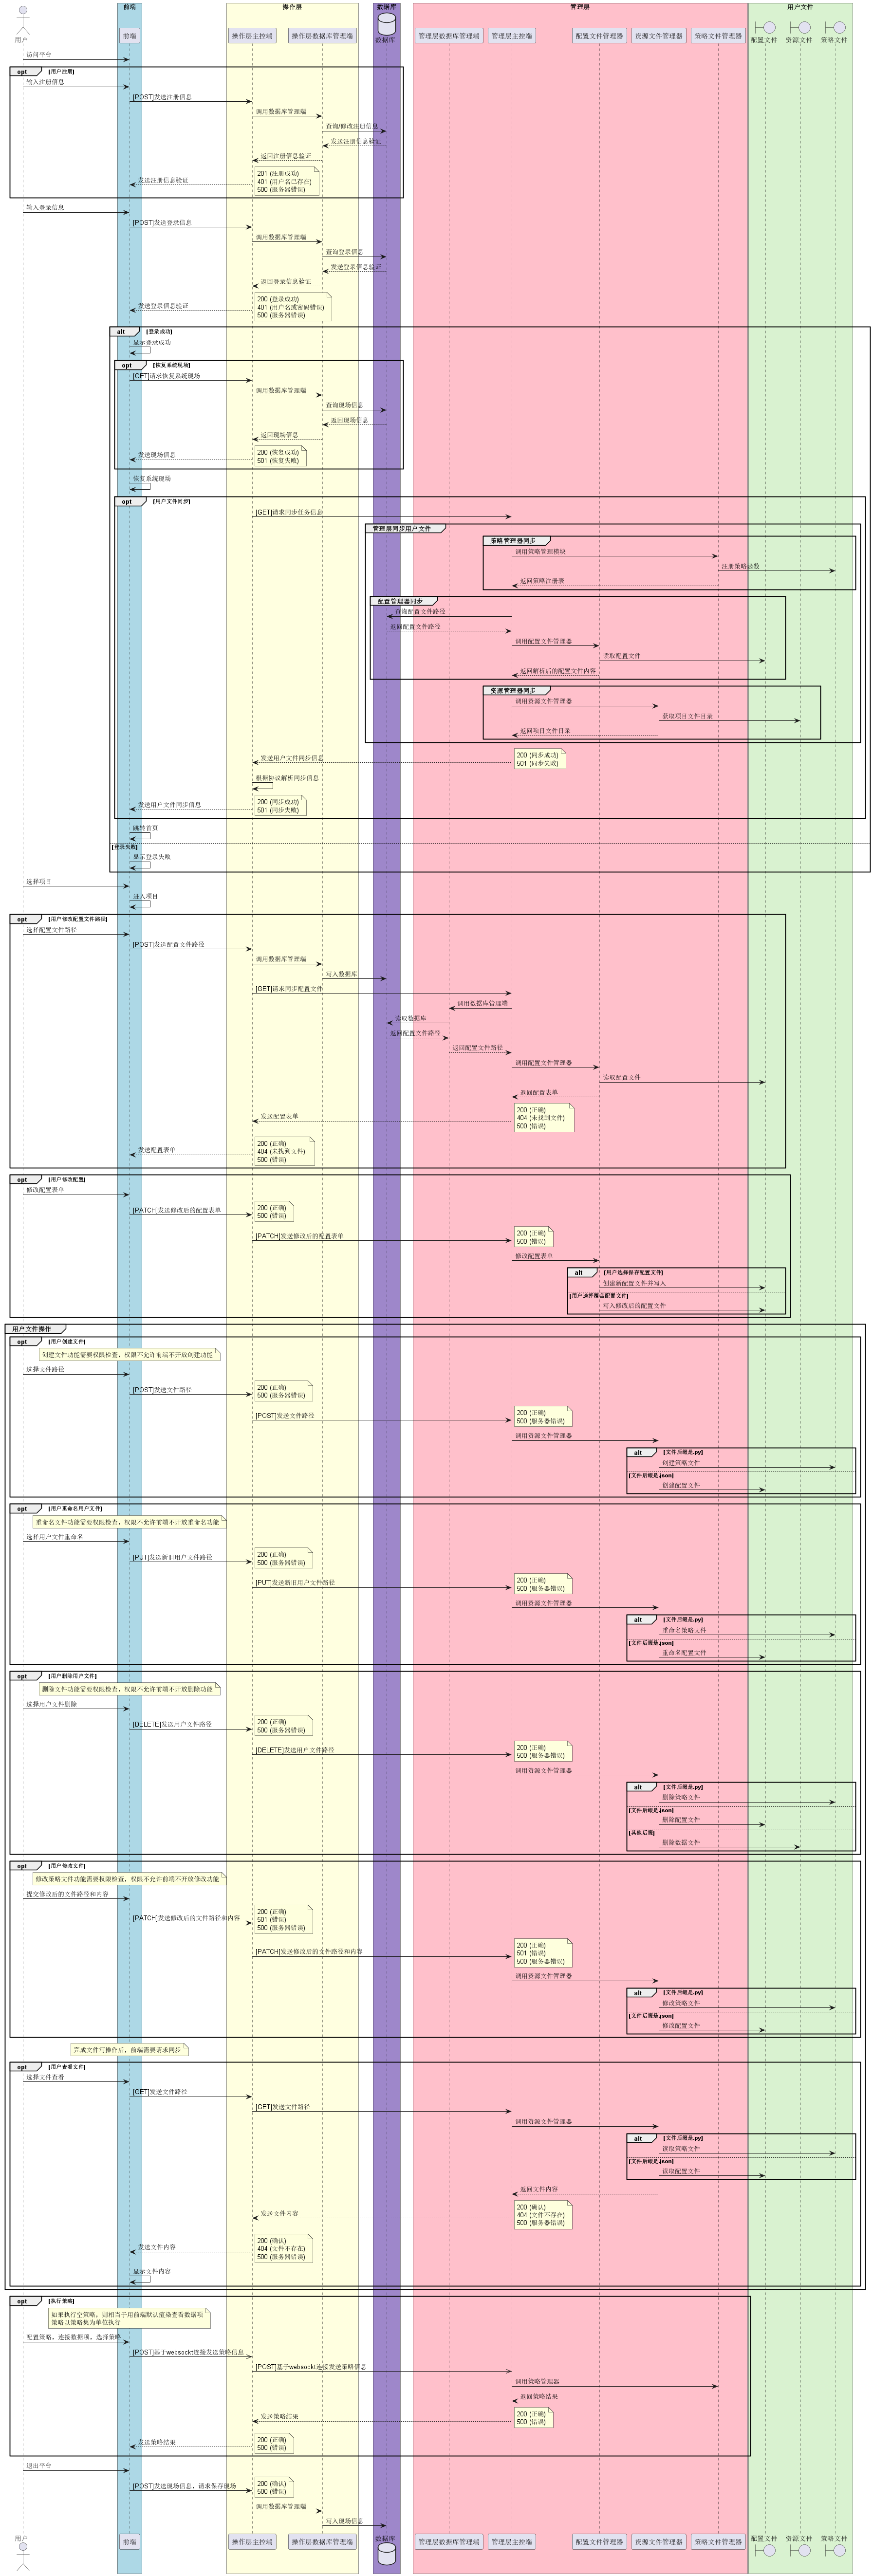 前端
操作层
数据库
管理层
用户文件
用户
前端
操作层主控端
操作层数据库管理端
数据库
管理层数据库管理端
管理层主控端
配置文件管理器
资源文件管理器
策略文件管理器
配置文件
资源文件
策略文件
访问平台
opt [用户注册]
输入注册信息
[POST]发送注册信息
调用数据库管理端
查询/修改注册信息
发送注册信息验证
返回注册信息验证
发送注册信息验证
201 (注册成功)
401 (用户名已存在)
500 (服务器错误)
输入登录信息
[POST]发送登录信息
调用数据库管理端
查询登录信息
发送登录信息验证
返回登录信息验证
发送登录信息验证
200 (登录成功)
401 (用户名或密码错误)
500 (服务器错误)
alt [登录成功]
显示登录成功
opt [恢复系统现场]
[GET]请求恢复系统现场
调用数据库管理端
查询现场信息
返回现场信息
返回现场信息
发送现场信息
200 (恢复成功)
501 (恢复失败)
恢复系统现场
opt [用户文件同步]
[GET]请求同步任务信息
管理层同步用户文件
策略管理器同步
调用策略管理模块
注册策略函数
返回策略注册表
配置管理器同步
查询配置文件路径
返回配置文件路径
调用配置文件管理器
读取配置文件
返回解析后的配置文件内容
资源管理器同步
调用资源文件管理器
获取项目文件目录
返回项目文件目录
发送用户文件同步信息
200 (同步成功)
501 (同步失败)
根据协议解析同步信息
发送用户文件同步信息
200 (同步成功)
501 (同步失败)
跳转首页
[登录失败]
显示登录失败
选择项目
进入项目
opt [用户修改配置文件路径]
选择配置文件路径
[POST]发送配置文件路径
调用数据库管理端
写入数据库
[GET]请求同步配置文件
调用数据库管理端
读取数据库
返回配置文件路径
返回配置文件路径
调用配置文件管理器
读取配置文件
返回配置表单
发送配置表单
200 (正确)
404 (未找到文件)
500 (错误)
发送配置表单
200 (正确)
404 (未找到文件)
500 (错误)
opt [用户修改配置]
修改配置表单
[PATCH]发送修改后的配置表单
200 (正确)
500 (错误)
[PATCH]发送修改后的配置表单
200 (正确)
500 (错误)
修改配置表单
alt [用户选择保存配置文件]
创建新配置文件并写入
[用户选择覆盖配置文件]
写入修改后的配置文件
用户文件操作
opt [用户创建文件]
创建文件功能需要权限检查，权限不允许前端不开放创建功能
选择文件路径
[POST]发送文件路径
200 (正确)
500 (服务器错误)
[POST]发送文件路径
200 (正确)
500 (服务器错误)
调用资源文件管理器
alt [文件后缀是.py]
创建策略文件
[文件后缀是.json]
创建配置文件
opt [用户重命名用户文件]
重命名文件功能需要权限检查，权限不允许前端不开放重命名功能
选择用户文件重命名
[PUT]发送新旧用户文件路径
200 (正确)
500 (服务器错误)
[PUT]发送新旧用户文件路径
200 (正确)
500 (服务器错误)
调用资源文件管理器
alt [文件后缀是.py]
重命名策略文件
[文件后缀是.json]
重命名配置文件
opt [用户删除用户文件]
删除文件功能需要权限检查，权限不允许前端不开放删除功能
选择用户文件删除
[DELETE]发送用户文件路径
200 (正确)
500 (服务器错误)
[DELETE]发送用户文件路径
200 (正确)
500 (服务器错误)
调用资源文件管理器
alt [文件后缀是.py]
删除策略文件
[文件后缀是.json]
删除配置文件
[其他后缀]
删除数据文件
opt [用户修改文件]
修改策略文件功能需要权限检查，权限不允许前端不开放修改功能
提交修改后的文件路径和内容
[PATCH]发送修改后的文件路径和内容
200 (正确)
501 (错误)
500 (服务器错误)
[PATCH]发送修改后的文件路径和内容
200 (正确)
501 (错误)
500 (服务器错误)
调用资源文件管理器
alt [文件后缀是.py]
修改策略文件
[文件后缀是.json]
修改配置文件
完成文件写操作后，前端需要请求同步
opt [用户查看文件]
选择文件查看
[GET]发送文件路径
[GET]发送文件路径
调用资源文件管理器
alt [文件后缀是.py]
读取策略文件
[文件后缀是.json]
读取配置文件
返回文件内容
发送文件内容
200 (确认)
404 (文件不存在)
500 (服务器错误)
发送文件内容
200 (确认)
404 (文件不存在)
500 (服务器错误)
显示文件内容
opt [执行策略]
如果执行空策略，则相当于用前端默认渲染查看数据项
策略以策略集为单位执行
配置策略，连接数据项，选择策略
[POST]基于websockt连接发送策略信息
[POST]基于websockt连接发送策略信息
调用策略管理器
返回策略结果
发送策略结果
200 (正确)
500 (错误)
发送策略结果
200 (正确)
500 (错误)
退出平台
[POST]发送现场信息，请求保存现场
200 (确认)
500 (错误)
调用数据库管理端
写入现场信息
用户
前端
操作层主控端
操作层数据库管理端
数据库
管理层数据库管理端
管理层主控端
配置文件管理器
资源文件管理器
策略文件管理器
配置文件
资源文件
策略文件